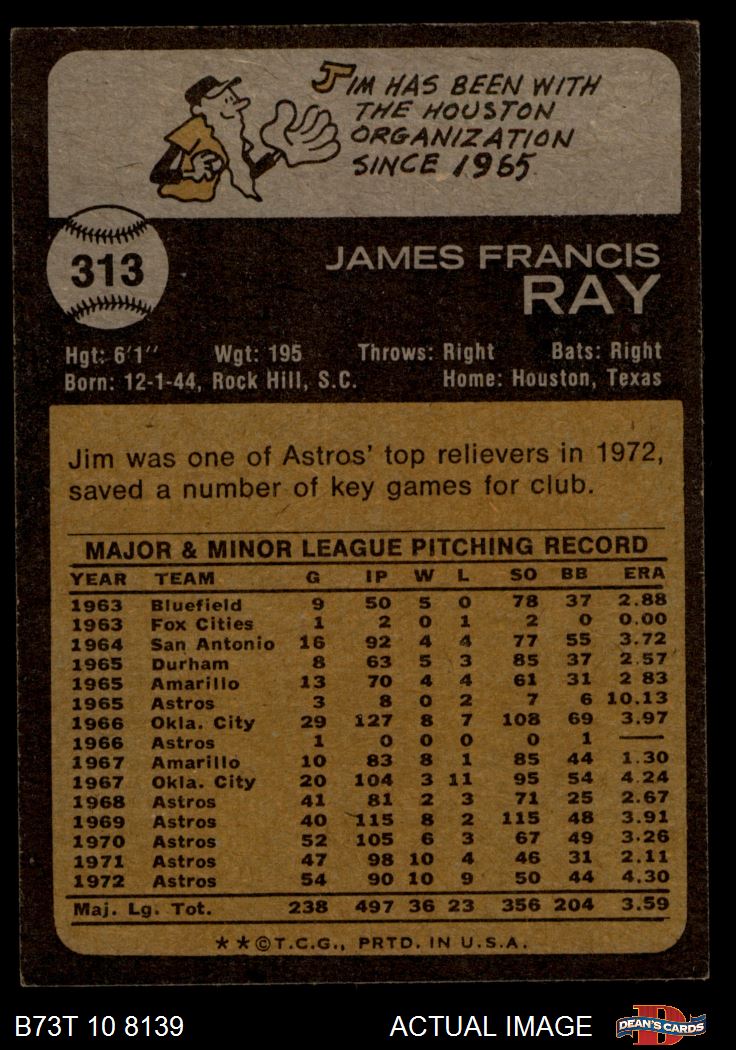 JIM HAS BEEN WITH
THE HOUSTON
ORGANIZATION
SINCE 1965.
313
JAMES FRANCIS
RAY
Hgt: 6'1" Wgt: 195 Throws: Right Bats: Right
Born: 12-1-44, Rock Hill, S.C. Home: Houston, Texas
Jim was one of Astros' top relievers in 1972,
saved a number of key games for club.
MAJOR & MINOR LEAGUE PITCHING RECORD
YEAR TEAM G IP W L SO BB ERA
1963 Bluefield 9 50 5 0 78 37 2.88
1963 Fox Cities 1 2 0 1 2 0 0.00
1964 San Antonio 16 92 4 4 77 55 3.72
1965 Durham 8 63 5 3 85 37 2.57
1965 Amarillo 13 70 4 4 61 31 2 83
1965 Astros 3 8 0 2 7 6 10.13
1966 Okla. City 29 127 8 7 108 69 3.97
1966 Astros 1 0 0 0 0 1 —
1967 Amarillo 10 83 8 1 85 44 1.30
1967 Okla. City 20 104 3 11 95 54 4.24
1968 Astros 41 81 2 3 71 25 2.67
1969 Astros 40 115 8 2 115 48 3.91
1970 Astros 52 105 6 3 67 49 3.26
1971 Astros 47 98 10 4 46 31 2.11
1972 Astros 54 90 10 9 50 44 4.30
Maj. Lg. Tot. 238 497 36 23 356 204 3.59
★★©T.C.G., PRTD. IN U.S.A.
B73T 10 8139 ACTUAL IMAGE DEAN'S CARDS